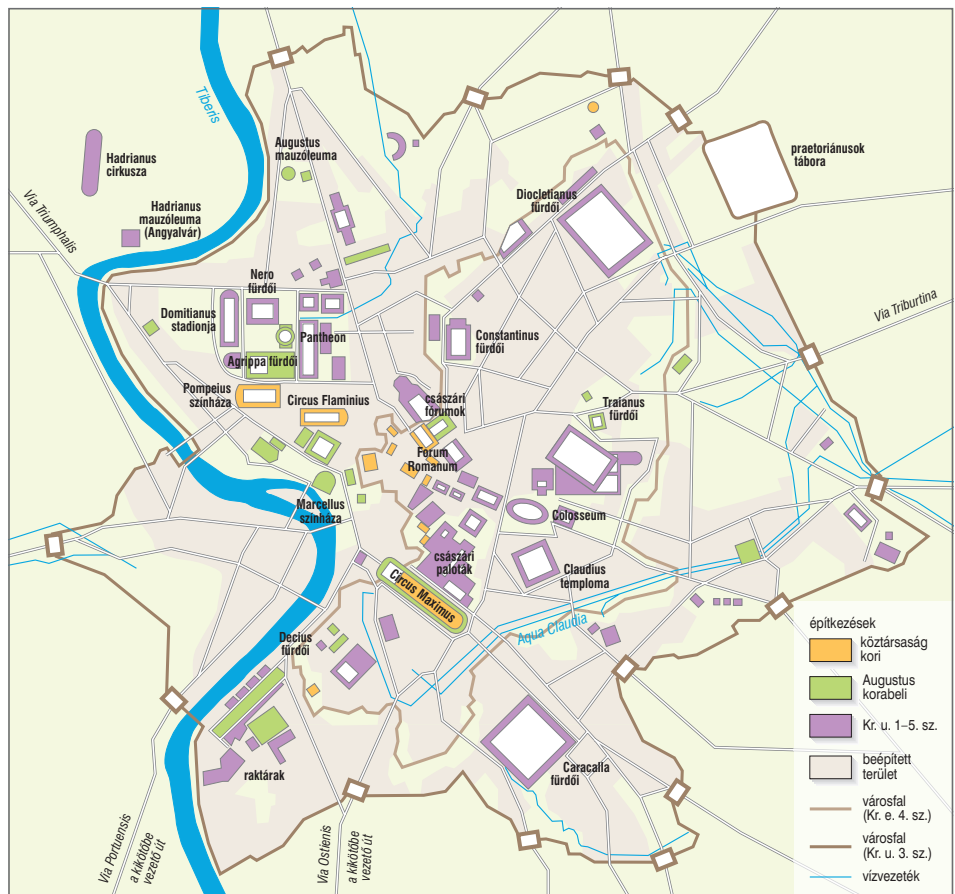 Tiberis
Hadrianus
cirkusza
Augustus
mauzóleuma
praetoriánusok
tábora
Via Triumphalis
Hadrianus
mauzóleuma
(Angyalvár)
Diocletianus
fürdői
Nero
fürdői
Domitianus
stadionja
Pantheon
Constantinus
fürdői
Via Triburtina
Agrippa fürdői
Pompeius
színháza
Circus Flaminius
császári
fórumok
Traianus
fürdői
Forum
Romanum
Marcellus
színháza
Colosseum
császári
paloták
Claudius
temploma
Circus Maximus
Aqua Claudia
Decius
fürdői
raktárak
Caracalla
fürdői
Via Portuensis
a kikötőbe
vezető út
Via Ostienis
a kikötőbe
vezető út
építkezések
köztársaság
kori
Augustus
korabeli
Kr. u. 1–5. sz.
beépített
terület
városfal
(Kr. e. 4. sz.)
városfal
(Kr. u. 3. sz.)
vízvezeték